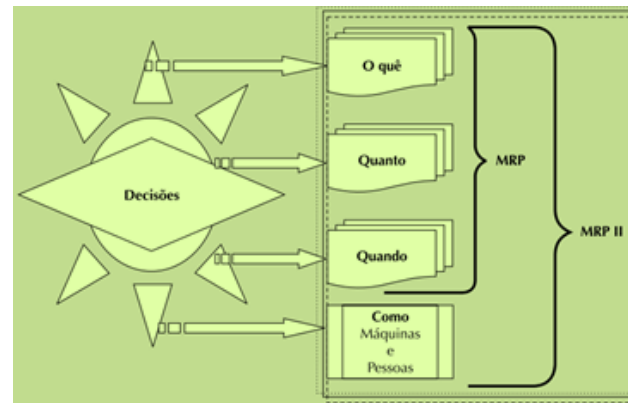 O quê
Quanto
MRP
Decisões
MRP II
Quando
Como
Máquinas
e
Pessoas